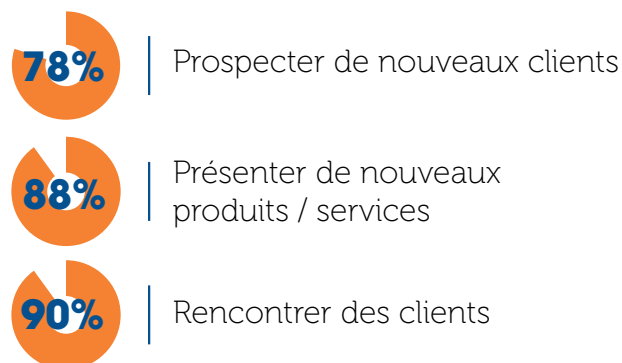 78%
Prospecter de nouveaux clients
88%
Présenter de nouveaux
produits / services
90%
Rencontrer des clients